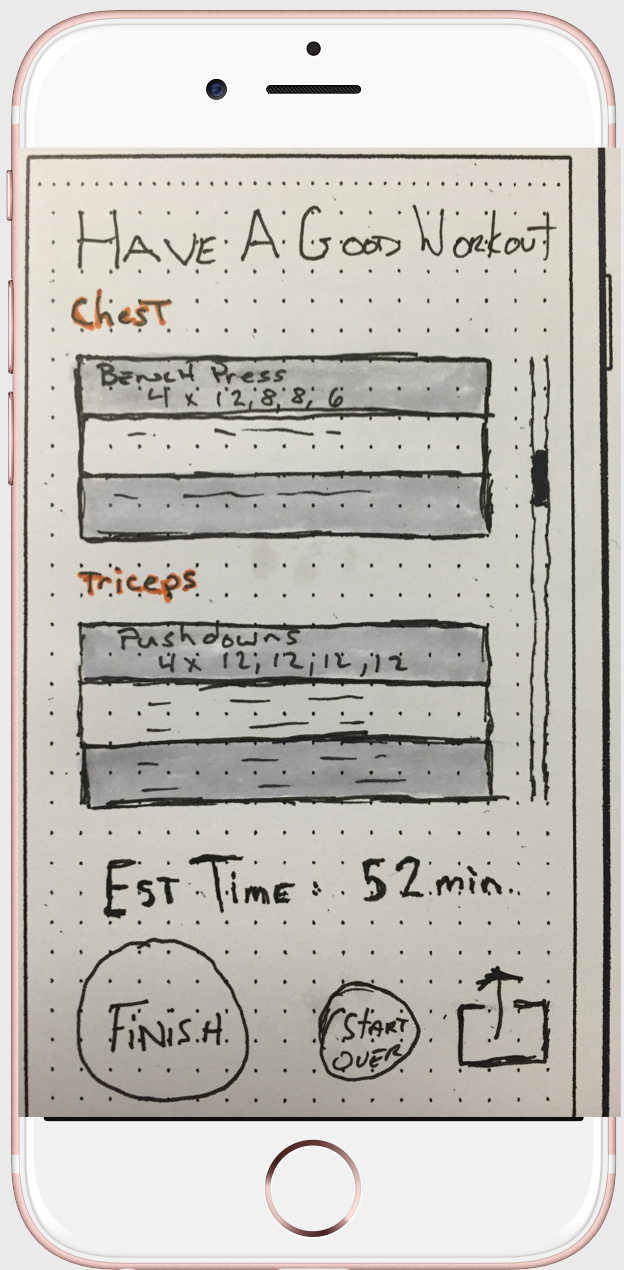 HAVE A GOOD WORKOUT
ChesT
BENCH Press
4 x 12, 8, 8, 6
Triceps
Pushdowns
4 x 12, 12, 12, 12
EST TIME: 52 min.
FINISH
START
OVER